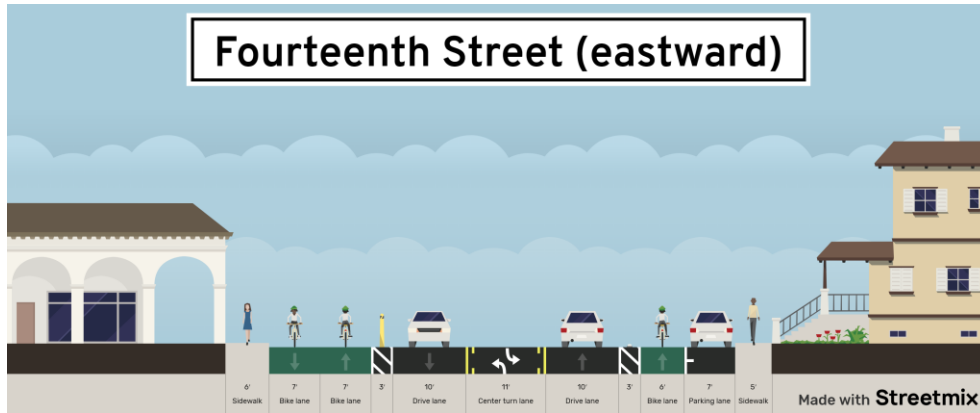 Fourteenth Street (eastward)
6' 7' 7' 3' 10' 11' 10' 3' 6' 7' 5'
Sidewalk Bike lane Bike lane Drive lane Center turn lane Drive lane Bike lane Parking lane Sidewalk
Made with Streetmix